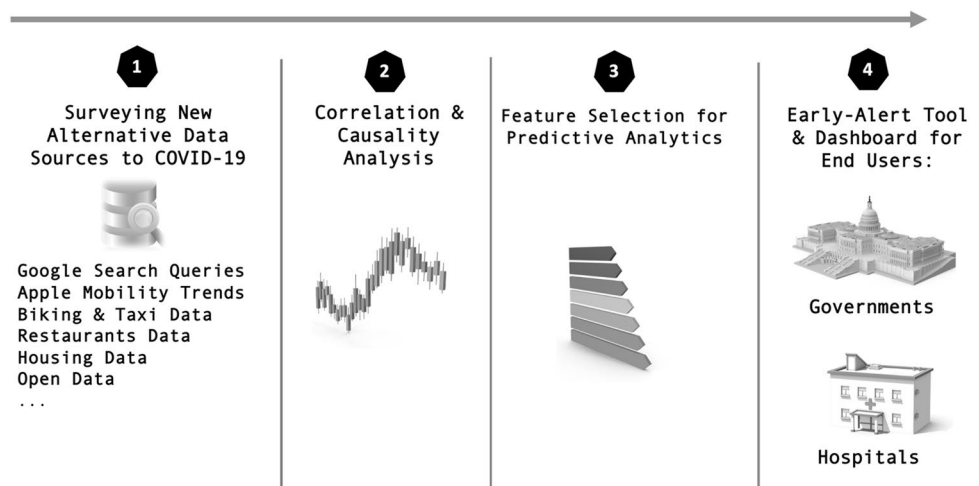 1
Surveying New
Alternative Data
Sources to COVID-19
Google Search Queries
Apple Mobility Trends
Biking & Taxi Data
Restaurants Data
Housing Data
Open Data
...
2
Correlation &
Causality
Analysis
3
Feature Selection for
Predictive Analytics
4
Early-Alert Tool
& Dashboard for
End Users:
Governments
Hospitals